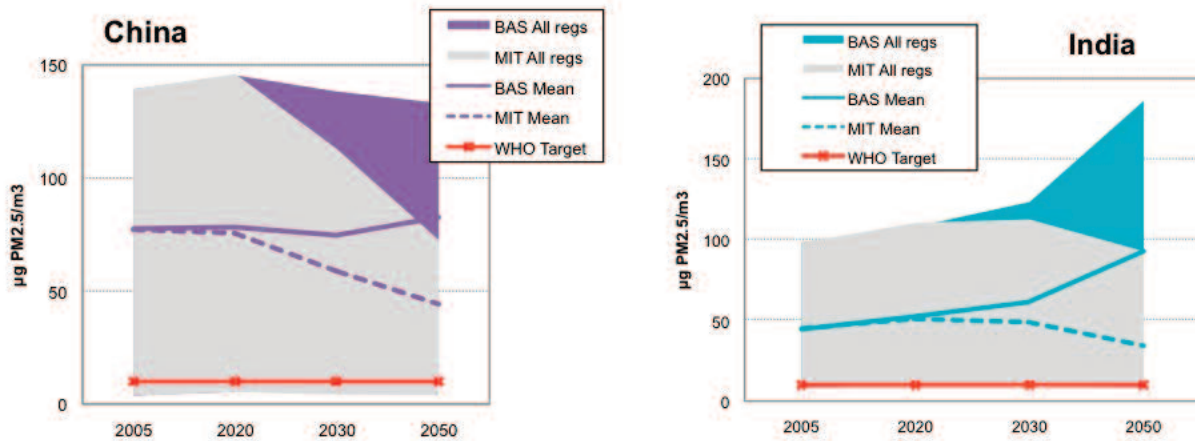 China
BAS All regs
MIT All regs
BAS Mean
MIT Mean
WHO Target
150
100
50
0
µg PM2.5/m3
2005 2020 2030 2050
India
BAS All regs
MIT All regs
BAS Mean
MIT Mean
WHO Target
200
150
100
50
0
µg PM2.5/m3
2005 2020 2030 2050